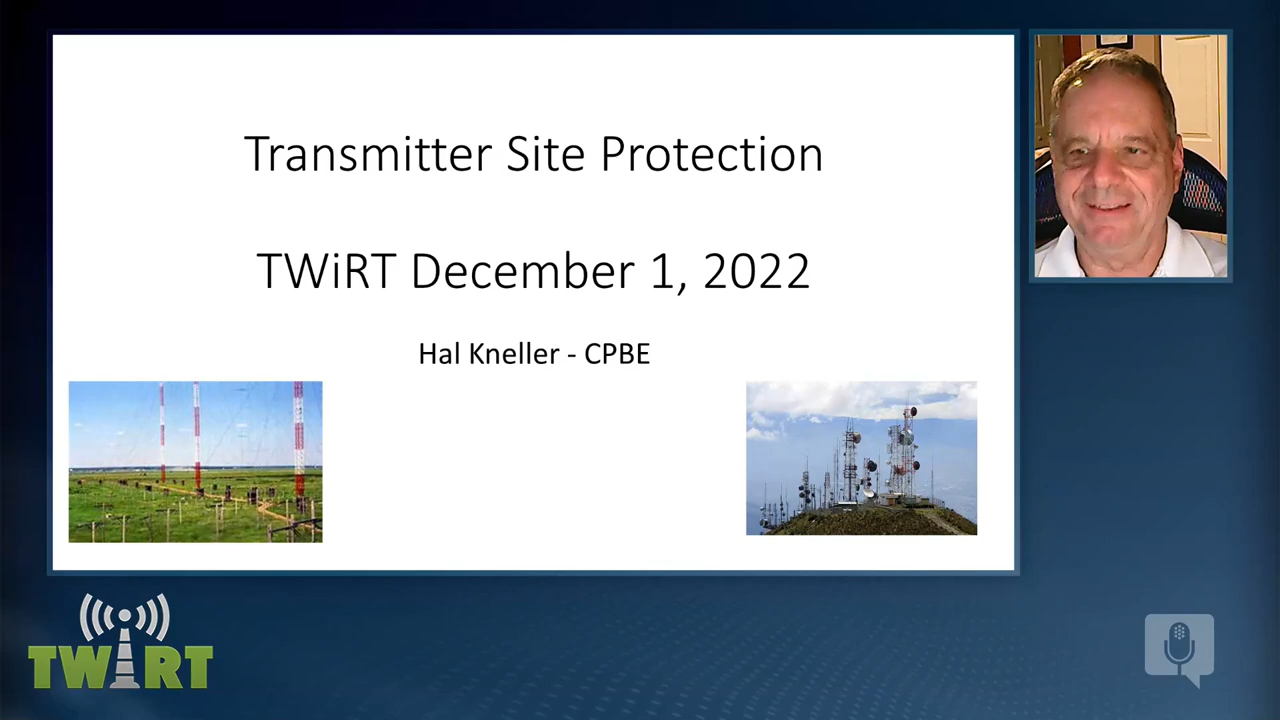 Transmitter Site Protection
TWiRT December 1, 2022
Hal Kneller - CPBE
TWiRT